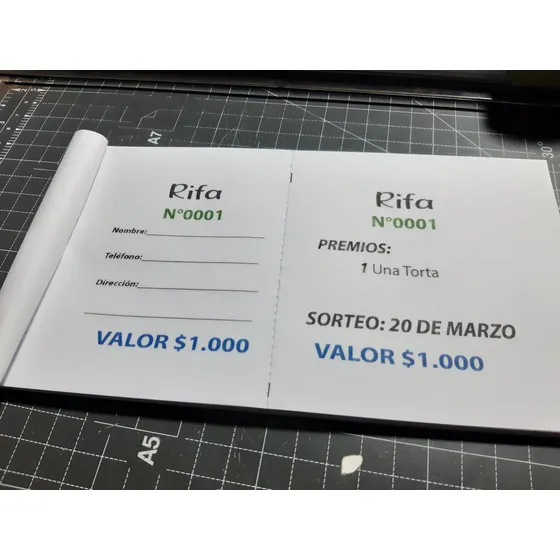 Rifa
N°0001
Nombre:
Teléfono:
Dirección:
VALOR $1.000
Rifa
N°0001
PREMIOS:
1 Una Torta
SORTEO: 20 DE MARZO
VALOR $1.000
A7
A5